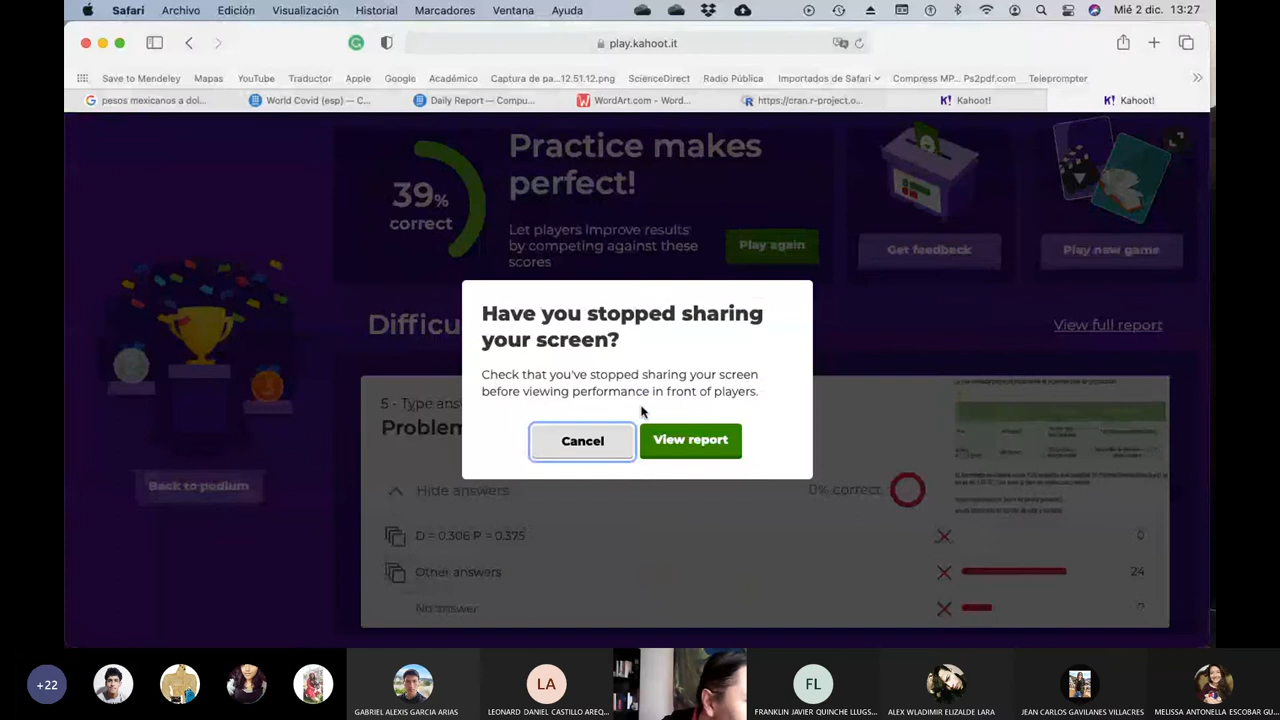 Safari Archivo Edición Visualización Historial Marcadores Ventana Ayuda Mié 2 dic. 13:27
play.kahoot.it
Save to Mendeley Mapas YouTube Traductor Apple Google Académico Captura de pa...12.51.12.png ScienceDirect Radio Pública Importados de Safari Compress MP... Ps2pdf.com Teleprompter
pesos mexicanos a dol... World Covid (esp) — C... Daily Report — Compu... WordArt.com - Word... https://cran.r-project.o... K! Kahoot! K! Kahoot!
39% correct
Practice makes perfect!
Let players improve results by competing against these scores
Play again
Get feedback
Play new game
Difficu
View full report
Have you stopped sharing
your screen?
Check that you've stopped sharing your screen
before viewing performance in front of players.
Cancel
View report
5 - Type ans
Problem
Hide answers
0% correct
D = 0.306 P = 0.375
0
Other answers
24
No answer
Back to podium
+22
GABRIEL ALEXIS GARCIA ARIAS
LA
LEONARD DANIEL CASTILLO AREQ...
FL
FRANKLIN JAVIER QUINCHE LLUGS...
ALEX WLADIMIR ELIZALDE LARA
JEAN CARLOS GAVILANES VILLACRES
MELISSA ANTONELLA ESCOBAR GU...